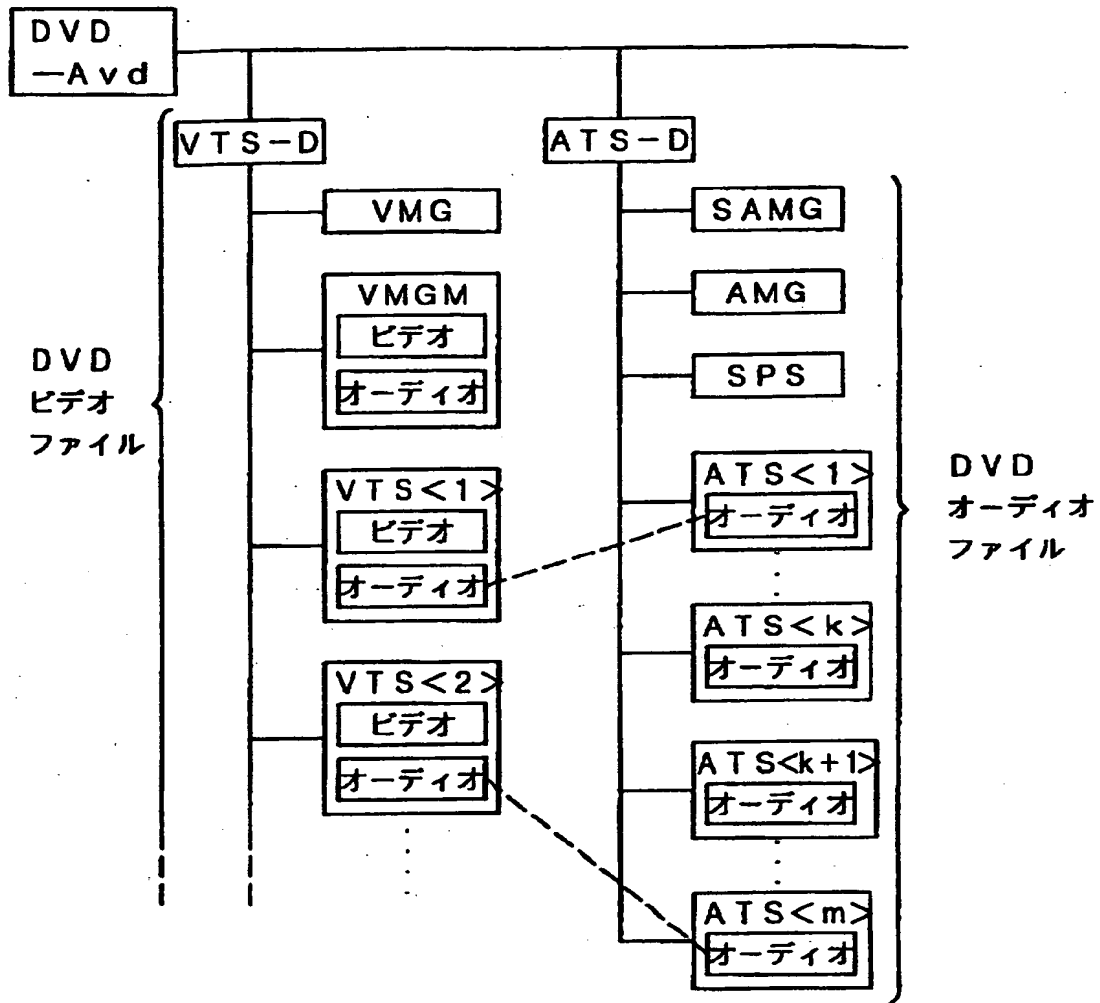 DVD
—Avd
VTS-D
VMG
VMGM
ビデオ
オーディオ
VTS<1>
ビデオ
オーディオ
VTS<2>
ビデオ
オーディオ
DVD
ビデオ
ファイル
ATS-D
SAMG
AMG
SPS
ATS<1>
オーディオ
ATS<k>
オーディオ
ATS<k+1>
オーディオ
ATS<m>
オーディオ
DVD
オーディオ
ファイル